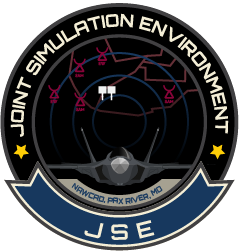 JOINT SIMULATION ENVIRONMENT
NAWCAD, PAX RIVER, MD
JSE